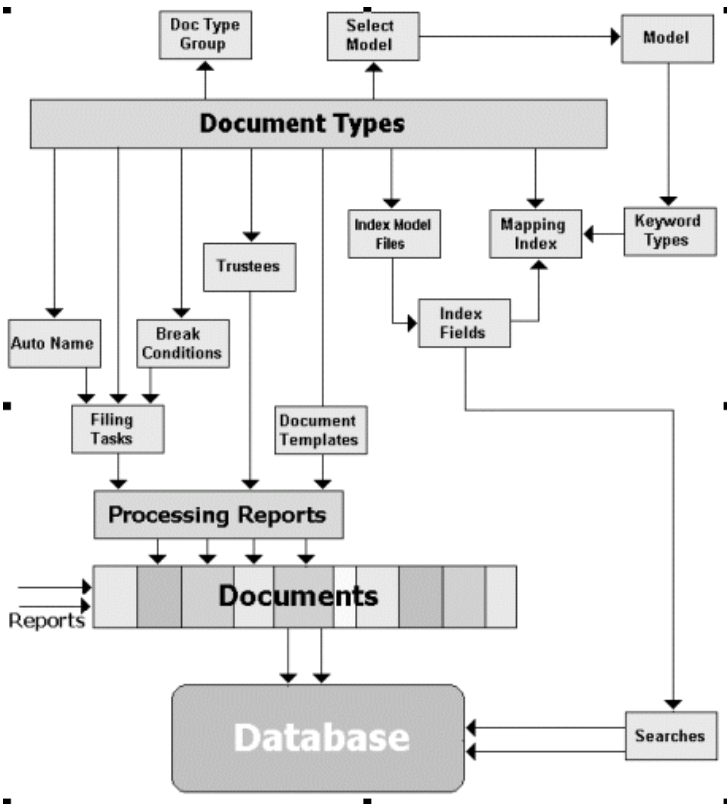 Doc Type
Group
Select
Model
Model
Document Types
Index Model
Files
Mapping
Index
Keyword
Types
Trustees
Index
Fields
Auto Name
Break
Conditions
Filing
Tasks
Document
Templates
Processing Reports
Documents
Reports
Database
Searches